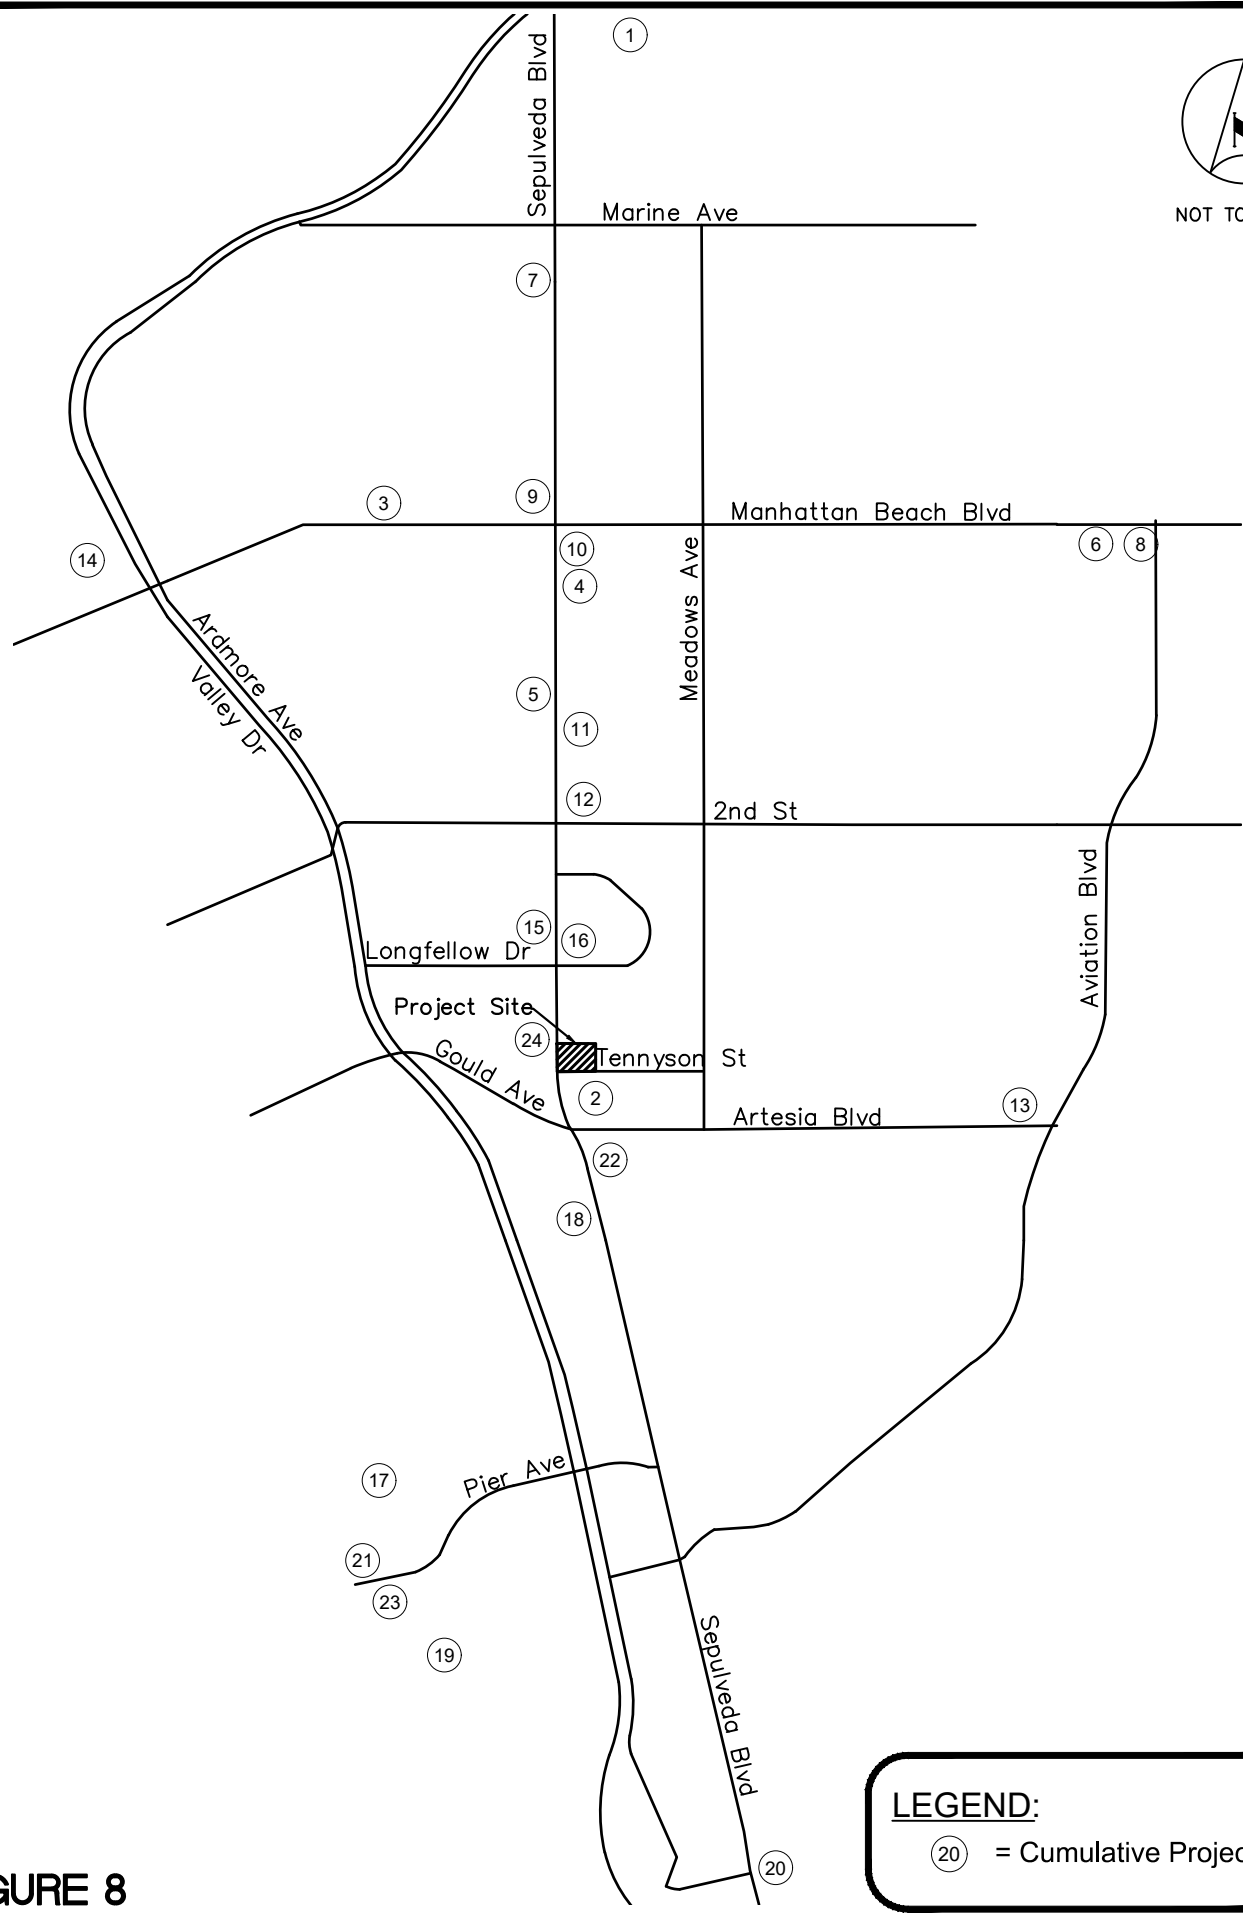 1
Sepulveda Blvd
Marine Ave
NOT TO
7
3
9
Manhattan Beach Blvd
14
10
6
8
4
Meadows Ave
Ardmore Ave
Valley Dr
5
11
12
2nd St
Aviation Blvd
15
16
Longfellow Dr
Project Site
24
Tennyson St
Gould Ave
2
13
Artesia Blvd
22
18
Pier Ave
17
21
23
19
Sepulveda Blvd
LEGEND:
20 = Cumulative Projec
20
GURE 8